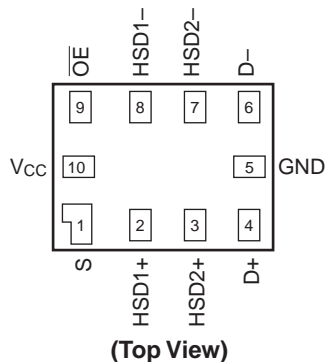 OE HSD1– HSD2– D–
9 8 7 6
VCC 10 5 GND
1 2 3 4
S HSD1+ HSD2+ D+
(Top View)